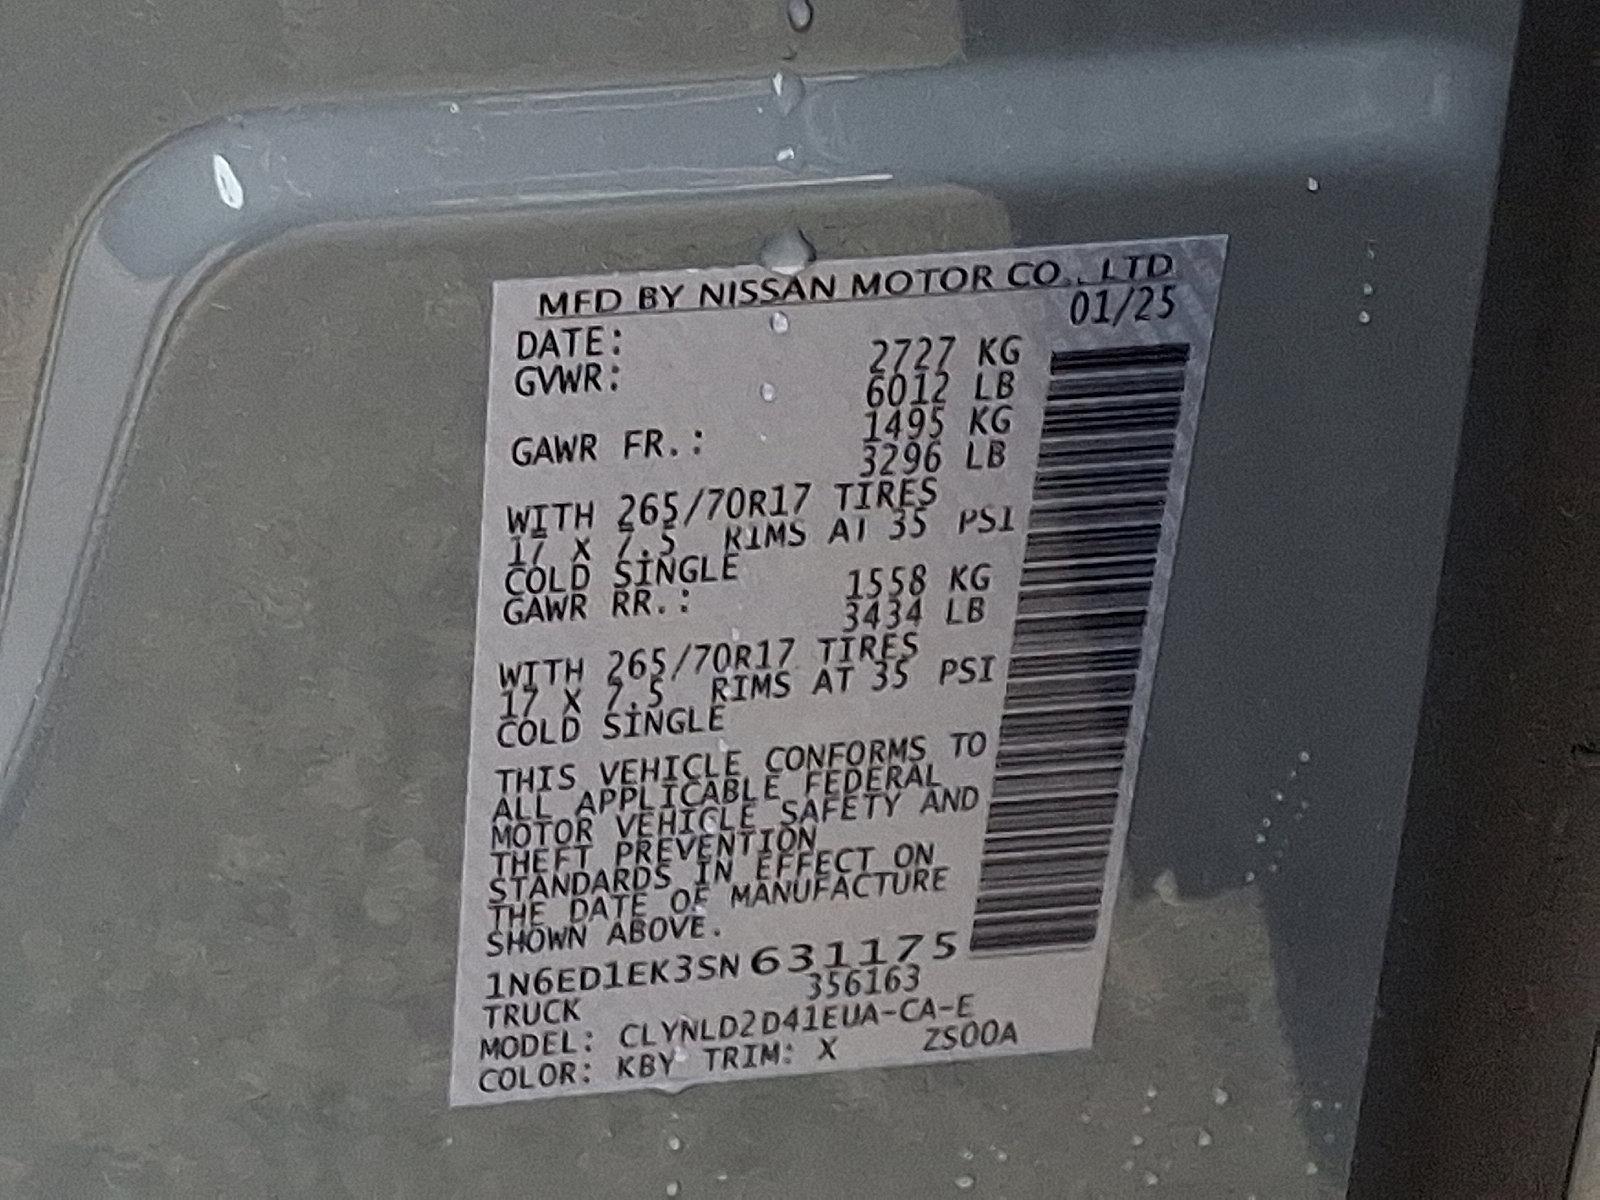 MFD BY NISSAN MOTOR CO., LTD
DATE: 01/25
GVWR: 2727 KG
6012 LB
GAWR FR.: 1495 KG
3296 LB
WITH 265/70R17 TIRES
17 X 7.5 RIMS AT 35 PSI
COLD SINGLE
GAWR RR.: 1558 KG
3434 LB
WITH 265/70R17 TIRES
17 X 7.5 RIMS AT 35 PSI
COLD SINGLE
THIS VEHICLE CONFORMS TO
ALL APPLICABLE FEDERAL
MOTOR VEHICLE SAFETY AND
THEFT PREVENTION
STANDARDS IN EFFECT ON
THE DATE OF MANUFACTURE
SHOWN ABOVE.
1N6ED1EK3SN631175
TRUCK 356163
MODEL: CLYNLD2D41EUA-CA-E
COLOR: KBY TRIM: X ZS00A